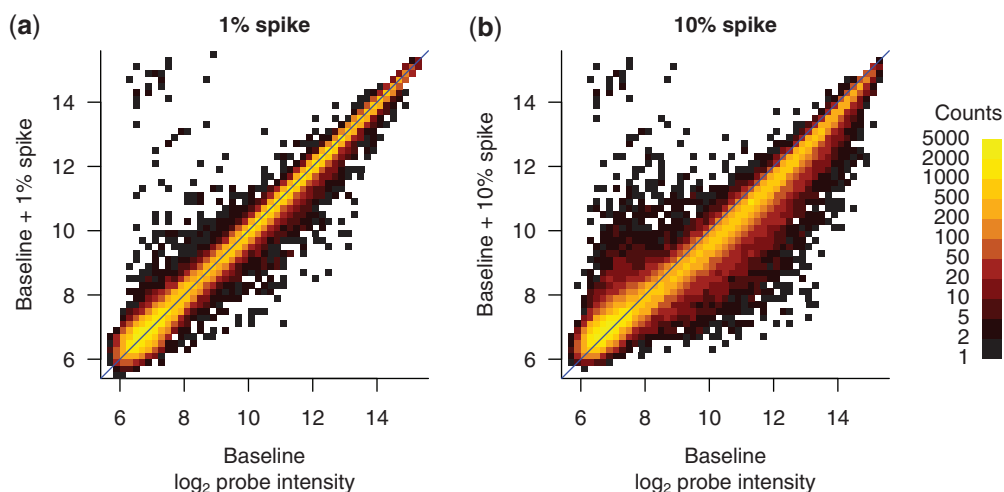 (a)
1% spike
Baseline + 1% spike
14
12
10
8
6
6 8 10 12 14
Baseline
log₂ probe intensity
(b)
10% spike
Baseline + 10% spike
14
12
10
8
6
6 8 10 12 14
Baseline
log₂ probe intensity
Counts
5000
2000
1000
500
200
100
50
20
10
5
2
1